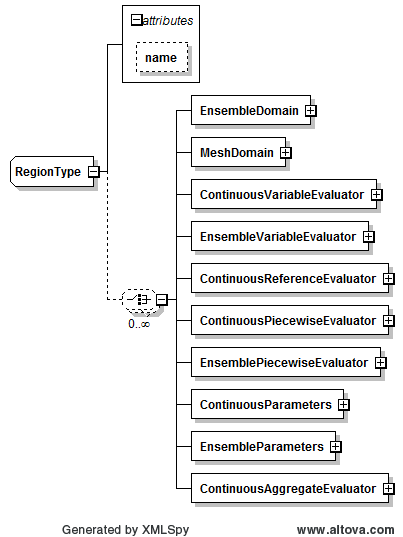 attributes
name
RegionType
EnsembleDomain
MeshDomain
ContinuousVariableEvaluator
EnsembleVariableEvaluator
ContinuousReferenceEvaluator
ContinuousPiecewiseEvaluator
EnsemblePiecewiseEvaluator
ContinuousParameters
EnsembleParameters
ContinuousAggregateEvaluator
0..∞
Generated by XMLSpy
www.altova.com